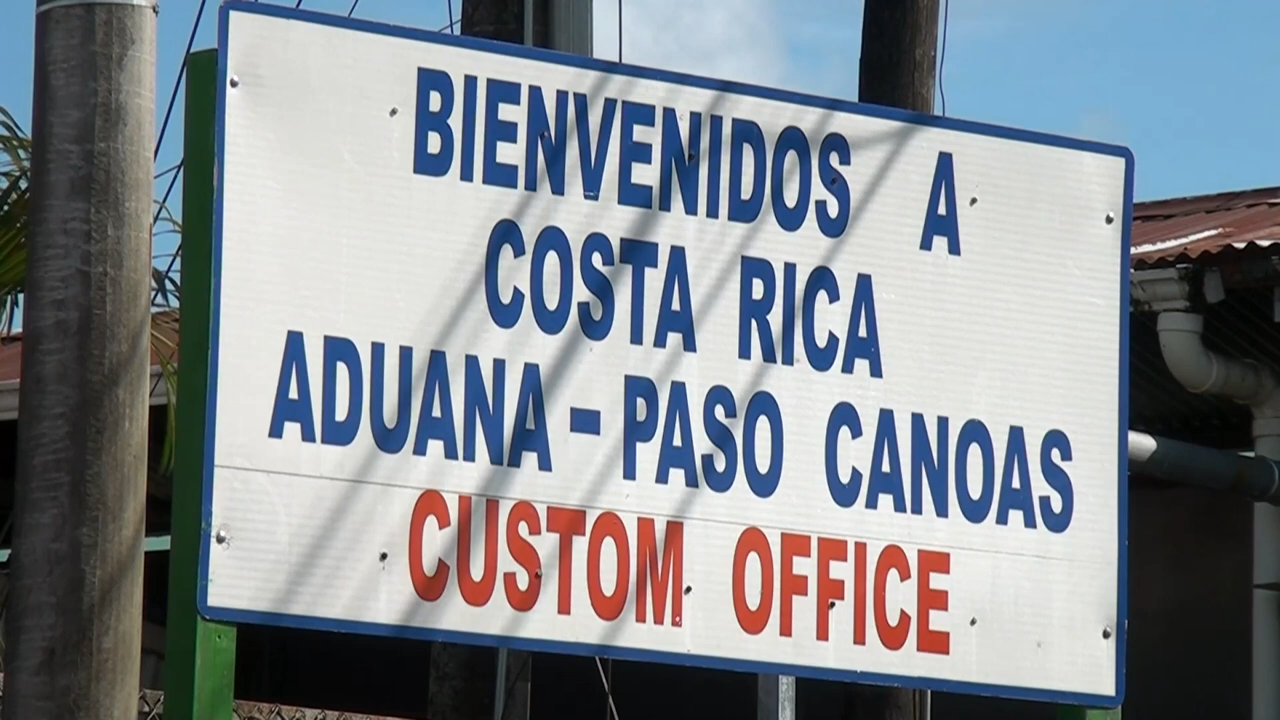 BIENVENIDOS A
COSTA RICA
ADUANA - PASO CANOAS
CUSTOM OFFICE